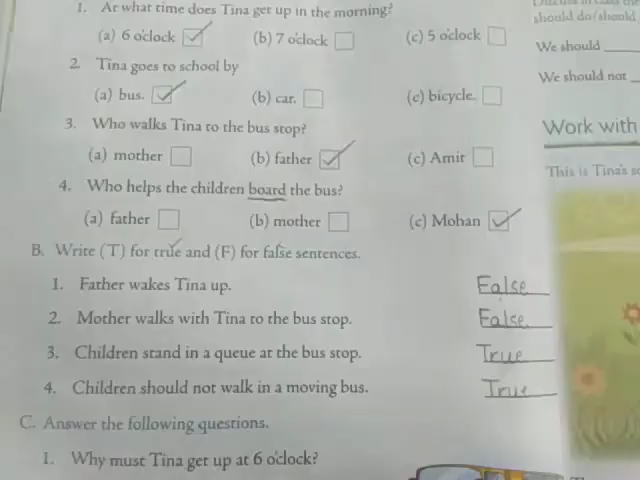 1. At what time does Tina get up in the morning?
(a) 6 o'clock (b) 7 o'clock (c) 5 o'clock
2. Tina goes to school by
(a) bus. (b) car. (c) bicycle.
3. Who walks Tina to the bus stop?
(a) mother (b) father (c) Amir
4. Who helps the children board the bus?
(a) father (b) mother (c) Mohan
B. Write (T) for true and (F) for false sentences.
1. Father wakes Tina up. False
2. Mother walks with Tina to the bus stop. False
3. Children stand in a queue at the bus stop. True
4. Children should not walk in a moving bus. True
C. Answer the following questions.
1. Why must Tina get up at 6 o'clock?
should do/should
We should
We should not
Work with
This is Tina's